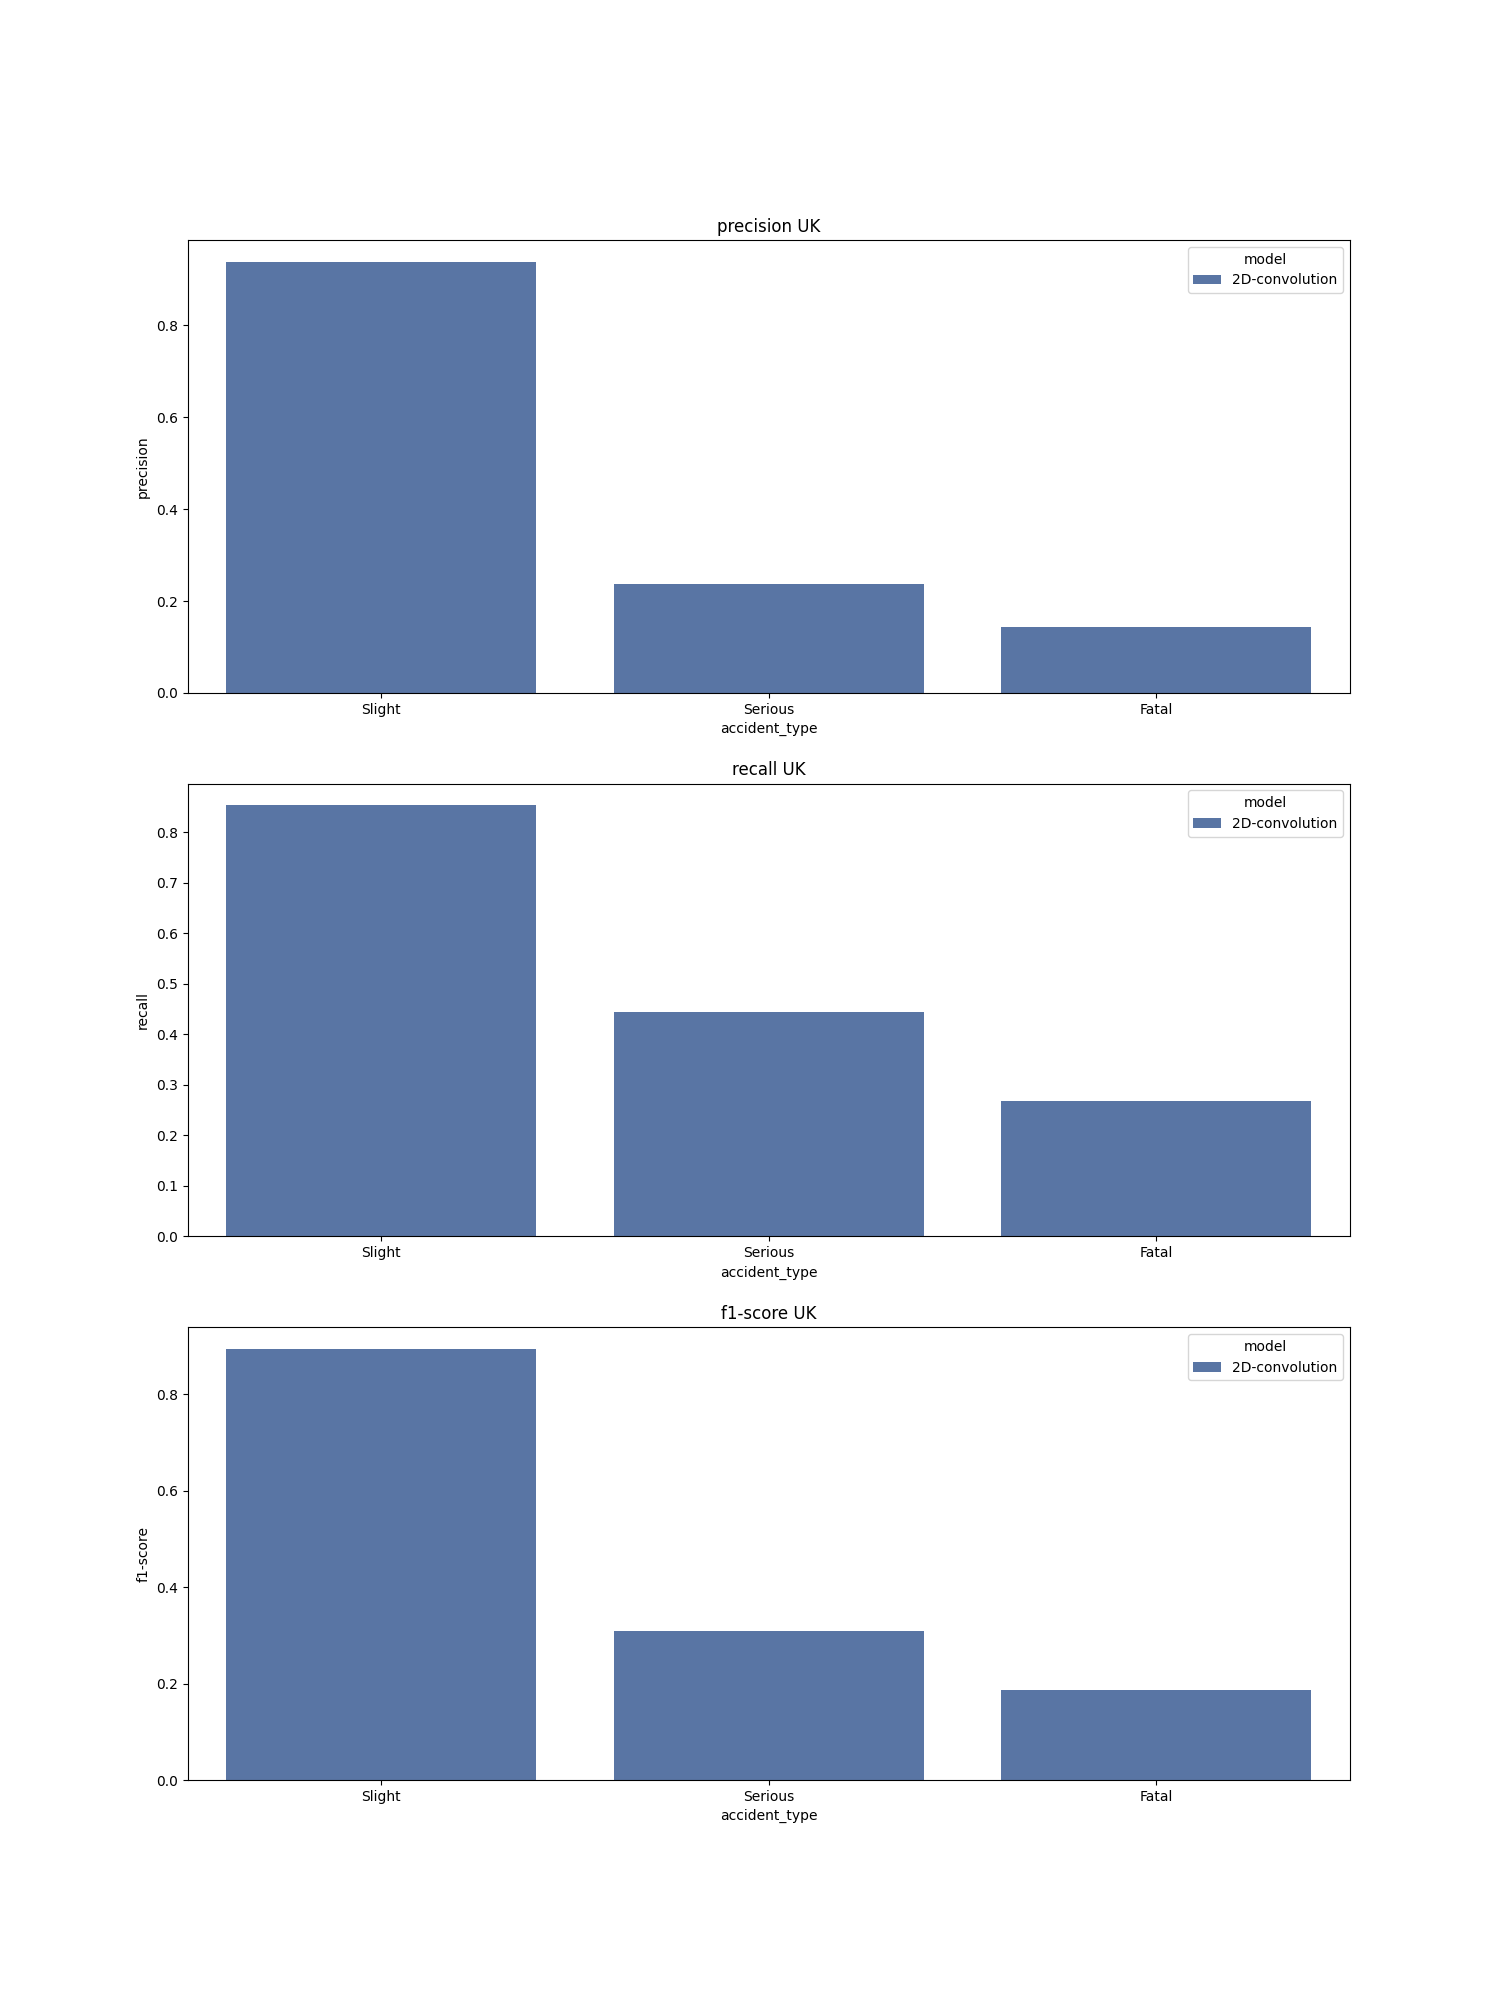 precision UK
model
2D-convolution
precision
0.8
0.6
0.4
0.2
0.0
Slight Serious Fatal
accident_type
recall UK
model
2D-convolution
recall
0.8
0.7
0.6
0.5
0.4
0.3
0.2
0.1
0.0
Slight Serious Fatal
accident_type
f1-score UK
model
2D-convolution
f1-score
0.8
0.6
0.4
0.2
0.0
Slight Serious Fatal
accident_type